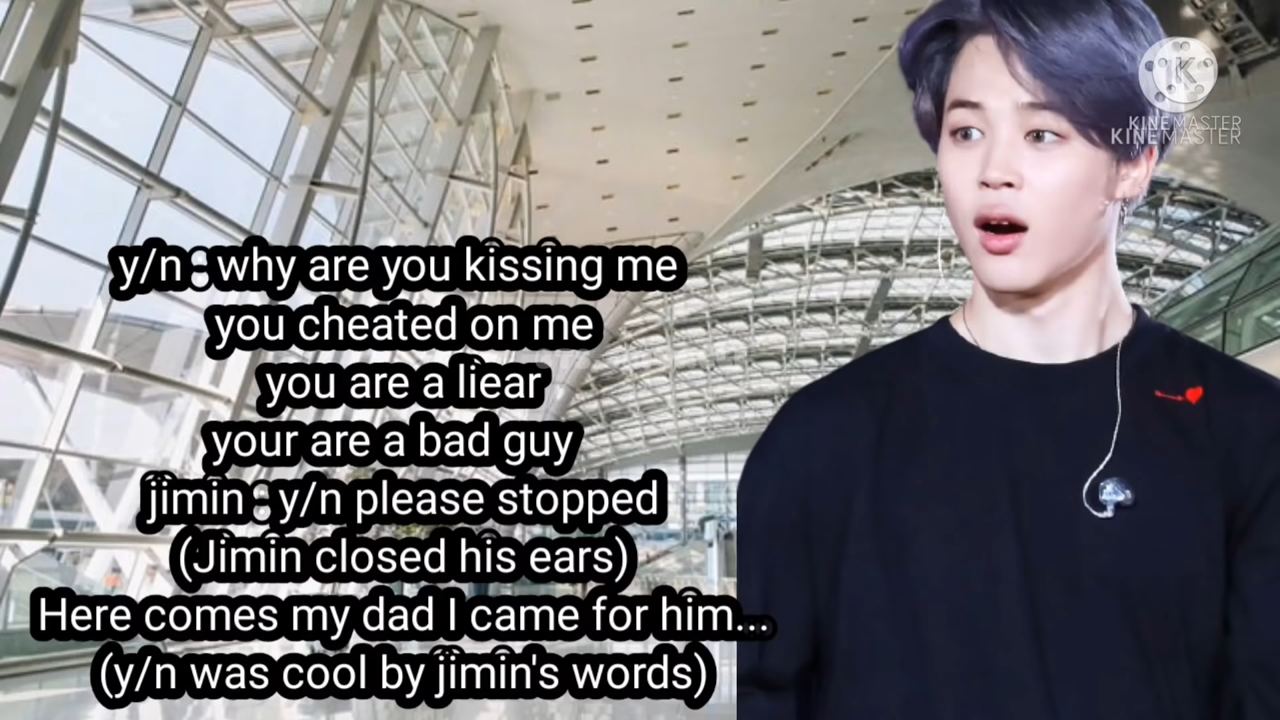 y/n : why are you kissing me
you cheated on me
you are a liear
your are a bad guy
jimin : y/n please stopped
(Jimin closed his ears)
Here comes my dad I came for him...
(y/n was cool by jimin's words)
K
KINEMASTER
KINEMASTER